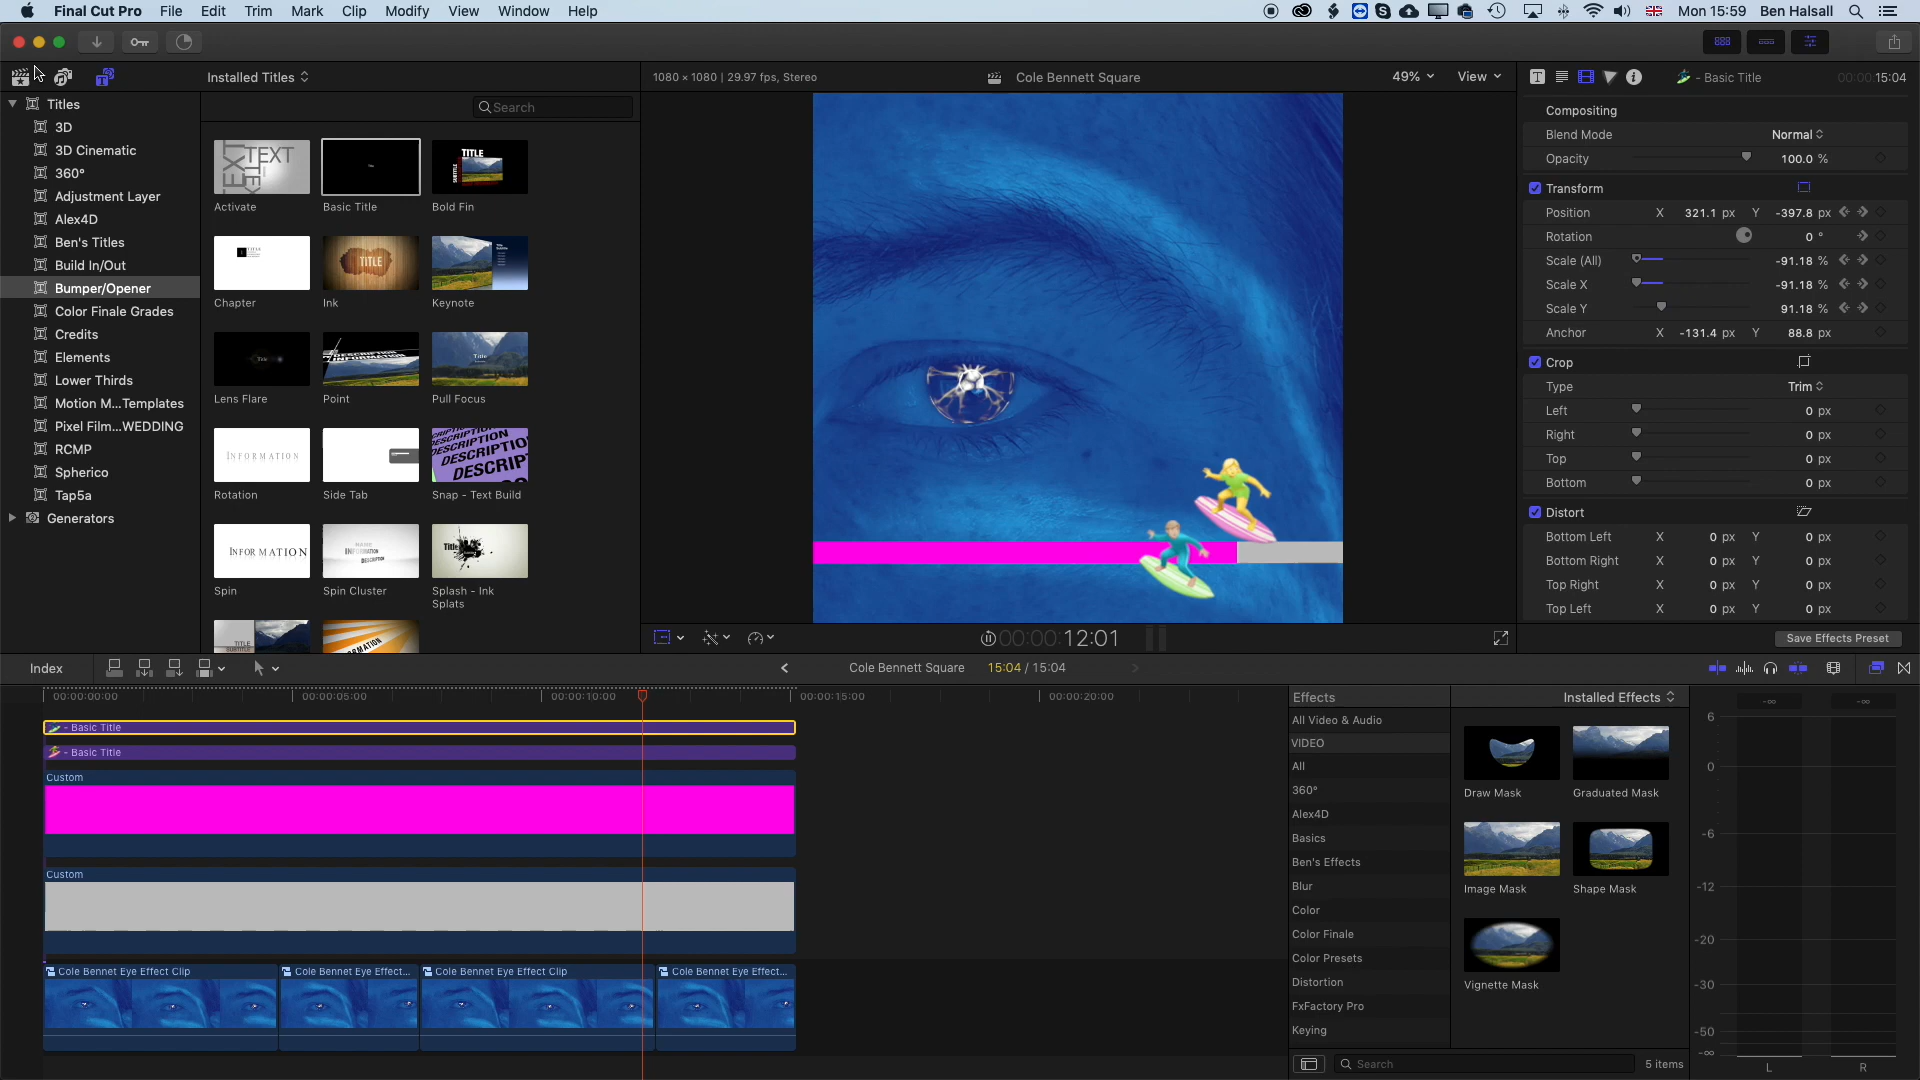 Final Cut Pro File Edit Trim Mark Clip Modify View Window Help Mon 15:59 Ben Halsall
Installed Titles
1080 × 1080 | 29.97 fps, Stereo
Cole Bennett Square
49%
View
- Basic Title
00:00:15:04
Titles
3D
3D Cinematic
360°
Adjustment Layer
Alex4D
Ben's Titles
Build In/Out
Bumper/Opener
Color Finale Grades
Credits
Elements
Lower Thirds
Motion M...Templates
Pixel Film...WEDDING
RCMP
Spherico
Tap5a
Generators
Search
Activate
Basic Title
Bold Fin
Chapter
Ink
Keynote
Lens Flare
Point
Pull Focus
Rotation
Side Tab
Snap - Text Build
Spin
Spin Cluster
Splash - Ink
Splats
Compositing
Blend Mode Normal
Opacity 100.0 %
Transform
Position X 321.1 px Y -397.8 px
Rotation 0 °
Scale (All) -91.18 %
Scale X -91.18 %
Scale Y 91.18 %
Anchor X -131.4 px Y 88.8 px
Crop
Type Trim
Left 0 px
Right 0 px
Top 0 px
Bottom 0 px
Distort
Bottom Left X 0 px Y 0 px
Bottom Right X 0 px Y 0 px
Top Right X 0 px Y 0 px
Top Left X 0 px Y 0 px
Save Effects Preset
00:00:12:01
Index
Cole Bennett Square
15:04 / 15:04
00:00:00:00
00:00:05:00
00:00:10:00
00:00:15:00
00:00:20:00
- Basic Title
- Basic Title
Custom
Custom
Cole Bennet Eye Effect Clip
Cole Bennet Eye Effect...
Cole Bennet Eye Effect Clip
Cole Bennet Eye Effect...
Effects
Installed Effects
All Video & Audio
VIDEO
All
360°
Alex4D
Basics
Ben's Effects
Blur
Color
Color Finale
Color Presets
Distortion
FxFactory Pro
Keying
Draw Mask
Graduated Mask
Image Mask
Shape Mask
Vignette Mask
Search
5 items
-∞
-∞
6
0
-6
-12
-20
-30
-50
-∞
L
R